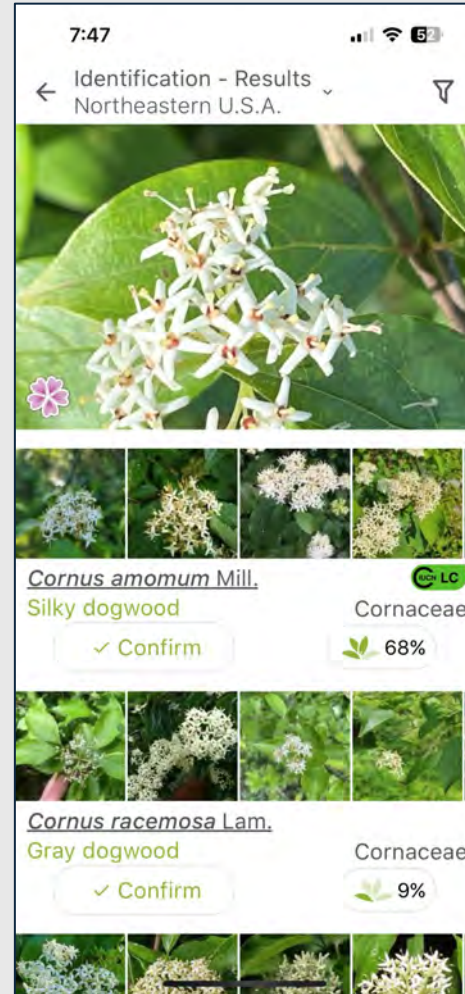 7:47
52
Identification - Results
Northeastern U.S.A.
Cornus amomum Mill.
IUCN LC
Silky dogwood
Cornaceae
✓ Confirm
68%
Cornus racemosa Lam.
Gray dogwood
Cornaceae
✓ Confirm
9%